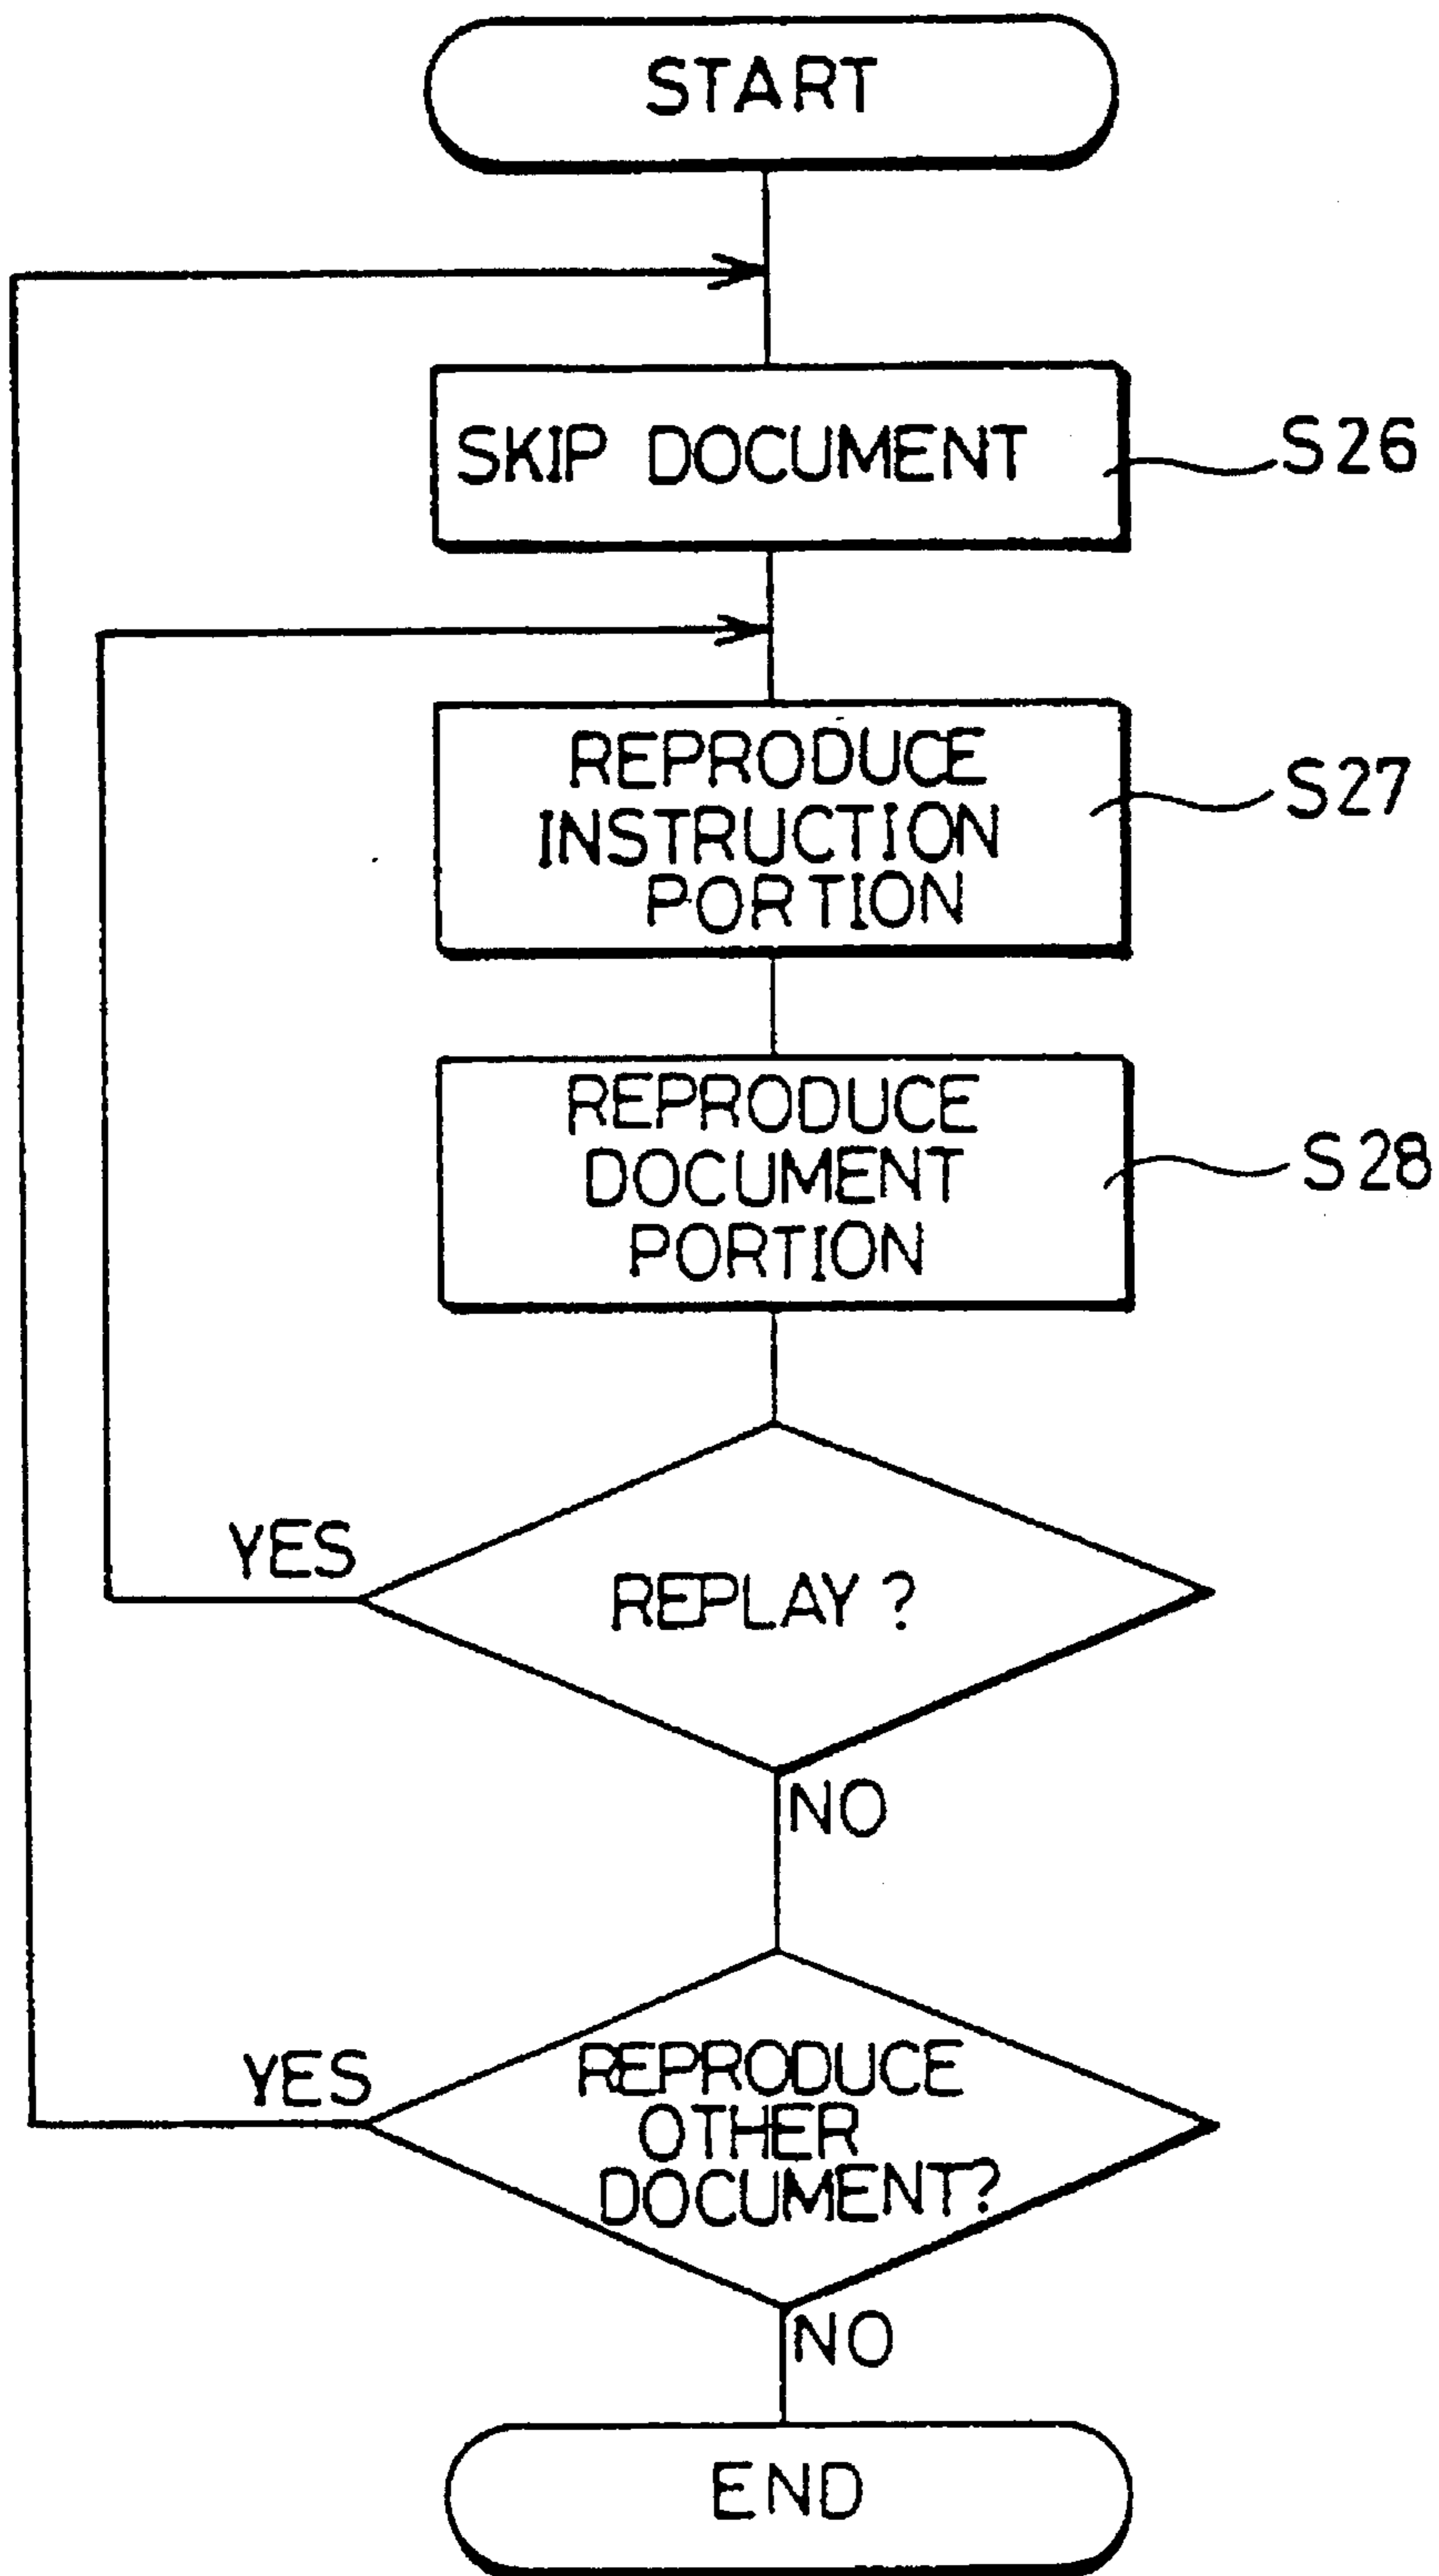 START
SKIP DOCUMENT
S26
REPRODUCE
INSTRUCTION
PORTION
S27
REPRODUCE
DOCUMENT
PORTION
S28
YES
REPLAY?
NO
YES
REPRODUCE
OTHER
DOCUMENT?
NO
END